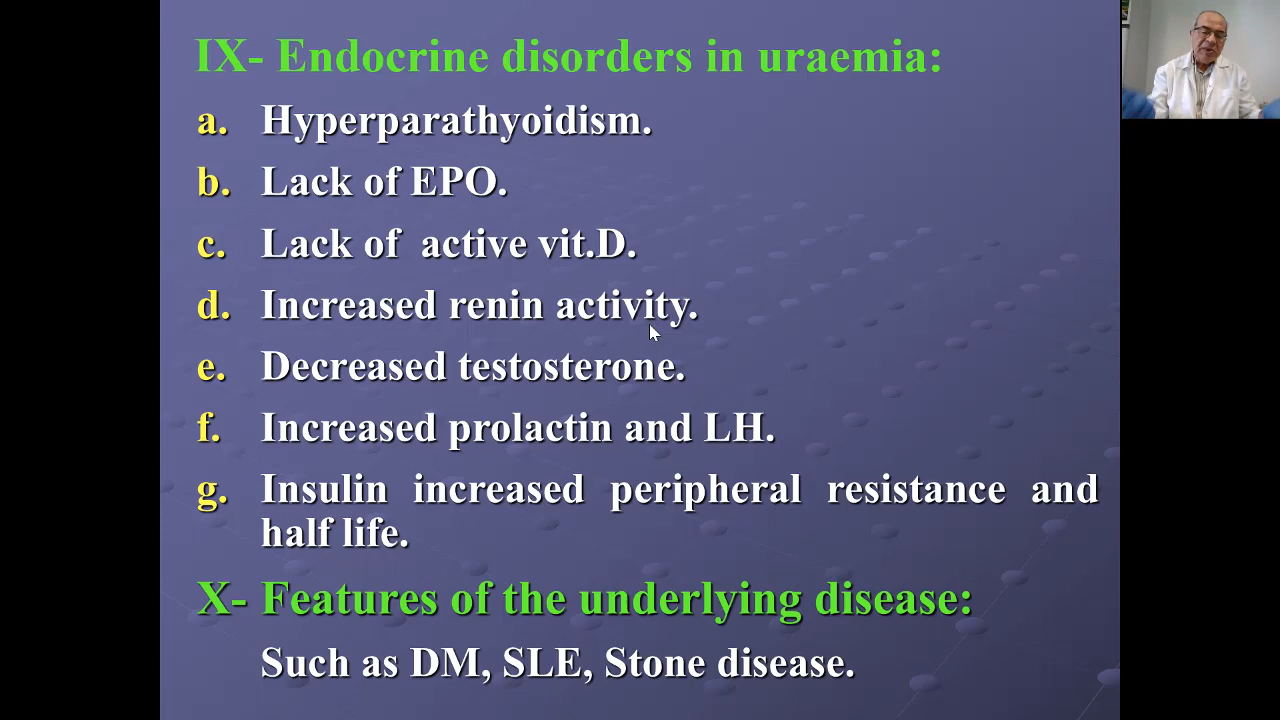 IX- Endocrine disorders in uraemia:
a. Hyperparathyoidism.
b. Lack of EPO.
c. Lack of active vit.D.
d. Increased renin activity.
e. Decreased testosterone.
f. Increased prolactin and LH.
g. Insulin increased peripheral resistance and
half life.
X- Features of the underlying disease:
Such as DM, SLE, Stone disease.